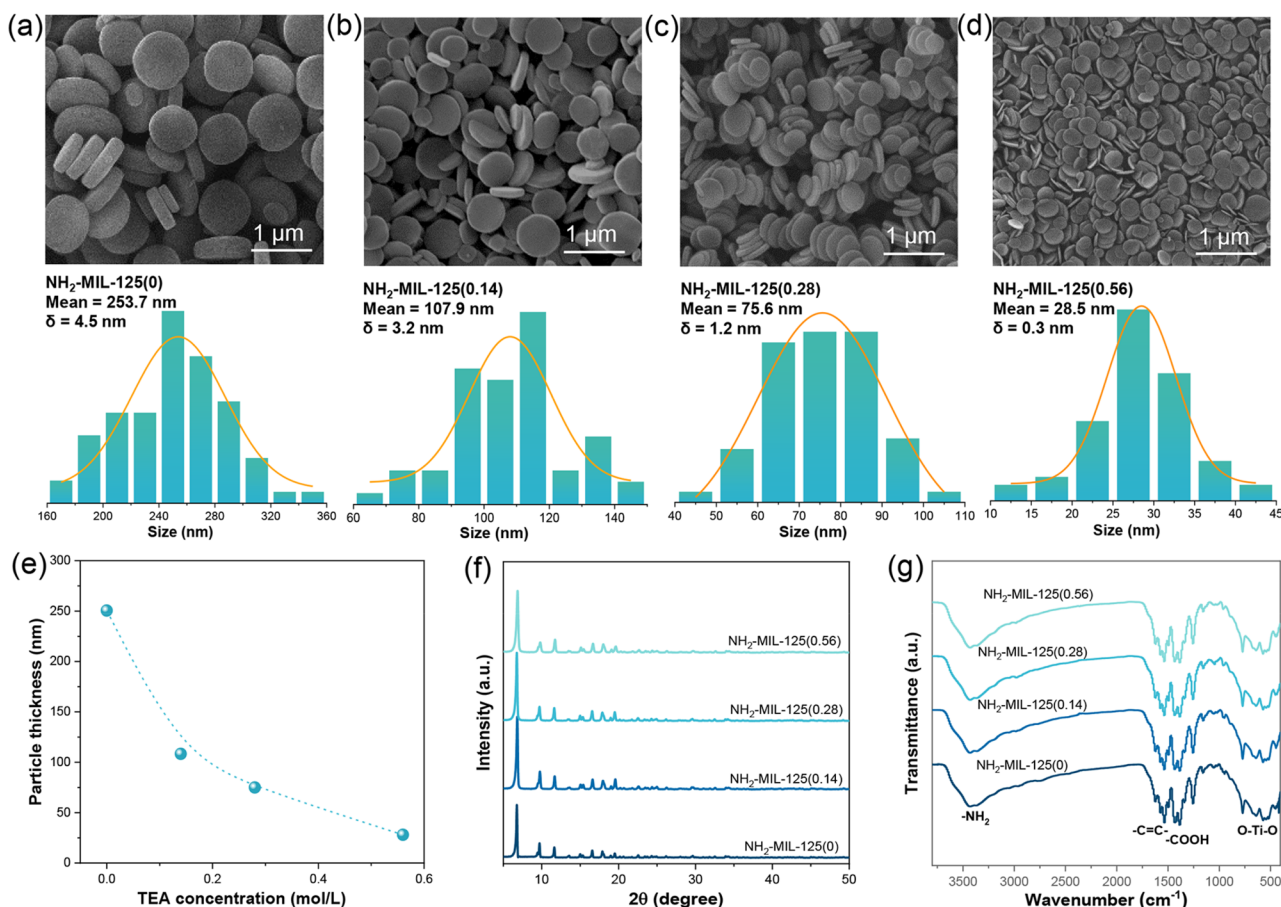 (a)
1 μm
(b)
1 μm
(c)
1 μm
(d)
1 μm
NH₂-MIL-125(0)
Mean = 253.7 nm
δ = 4.5 nm
160 200 240 280 320 360
Size (nm)
NH₂-MIL-125(0.14)
Mean = 107.9 nm
δ = 3.2 nm
60 80 100 120 140
Size (nm)
NH₂-MIL-125(0.28)
Mean = 75.6 nm
δ = 1.2 nm
40 50 60 70 80 90 100 110
Size (nm)
NH₂-MIL-125(0.56)
Mean = 28.5 nm
δ = 0.3 nm
10 15 20 25 30 35 40 45
Size (nm)
(e)
Particle thickness (nm)
300
250
200
150
100
50
0
0.0 0.2 0.4 0.6
TEA concentration (mol/L)
(f)
Intensity (a.u.)
NH₂-MIL-125(0.56)
NH₂-MIL-125(0.28)
NH₂-MIL-125(0.14)
NH₂-MIL-125(0)
10 20 30 40 50
2θ (degree)
(g)
Transmittance (a.u.)
NH₂-MIL-125(0.56)
NH₂-MIL-125(0.28)
NH₂-MIL-125(0.14)
NH₂-MIL-125(0)
-NH₂
-C=C-
-COOH
O-Ti-O
3500 3000 2500 2000 1500 1000 500
Wavenumber (cm⁻¹)